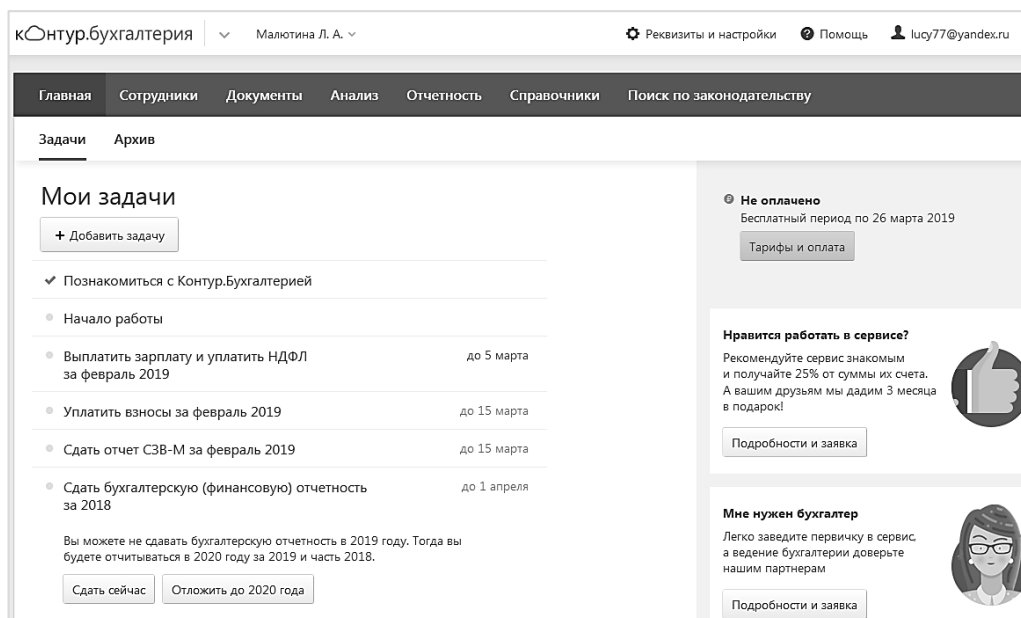 кОнтур.бухгалтерия
Малютина Л. А.
Реквизиты и настройки
Помощь
lucy77@yandex.ru
Главная
Сотрудники
Документы
Анализ
Отчетность
Справочники
Поиск по законодательству
Задачи
Архив
Мои задачи
+ Добавить задачу
Познакомиться с Контур.Бухгалтерией
Начало работы
Выплатить зарплату и уплатить НДФЛ
за февраль 2019
до 5 марта
Уплатить взносы за февраль 2019
до 15 марта
Сдать отчет СЗВ-М за февраль 2019
до 15 марта
Сдать бухгалтерскую (финансовую) отчетность
за 2018
до 1 апреля
Вы можете не сдавать бухгалтерскую отчетность в 2019 году. Тогда вы
будете отчитываться в 2020 году за 2019 и часть 2018.
Сдать сейчас
Отложить до 2020 года
Не оплачено
Бесплатный период по 26 марта 2019
Тарифы и оплата
Нравится работать в сервисе?
Рекомендуйте сервис знакомым
и получайте 25% от суммы их счета.
А вашим друзьям мы дадим 3 месяца
в подарок!
Подробности и заявка
Мне нужен бухгалтер
Легко заведите первичку в сервис,
а ведение бухгалтерии доверьте
нашим партнерам
Подробности и заявка